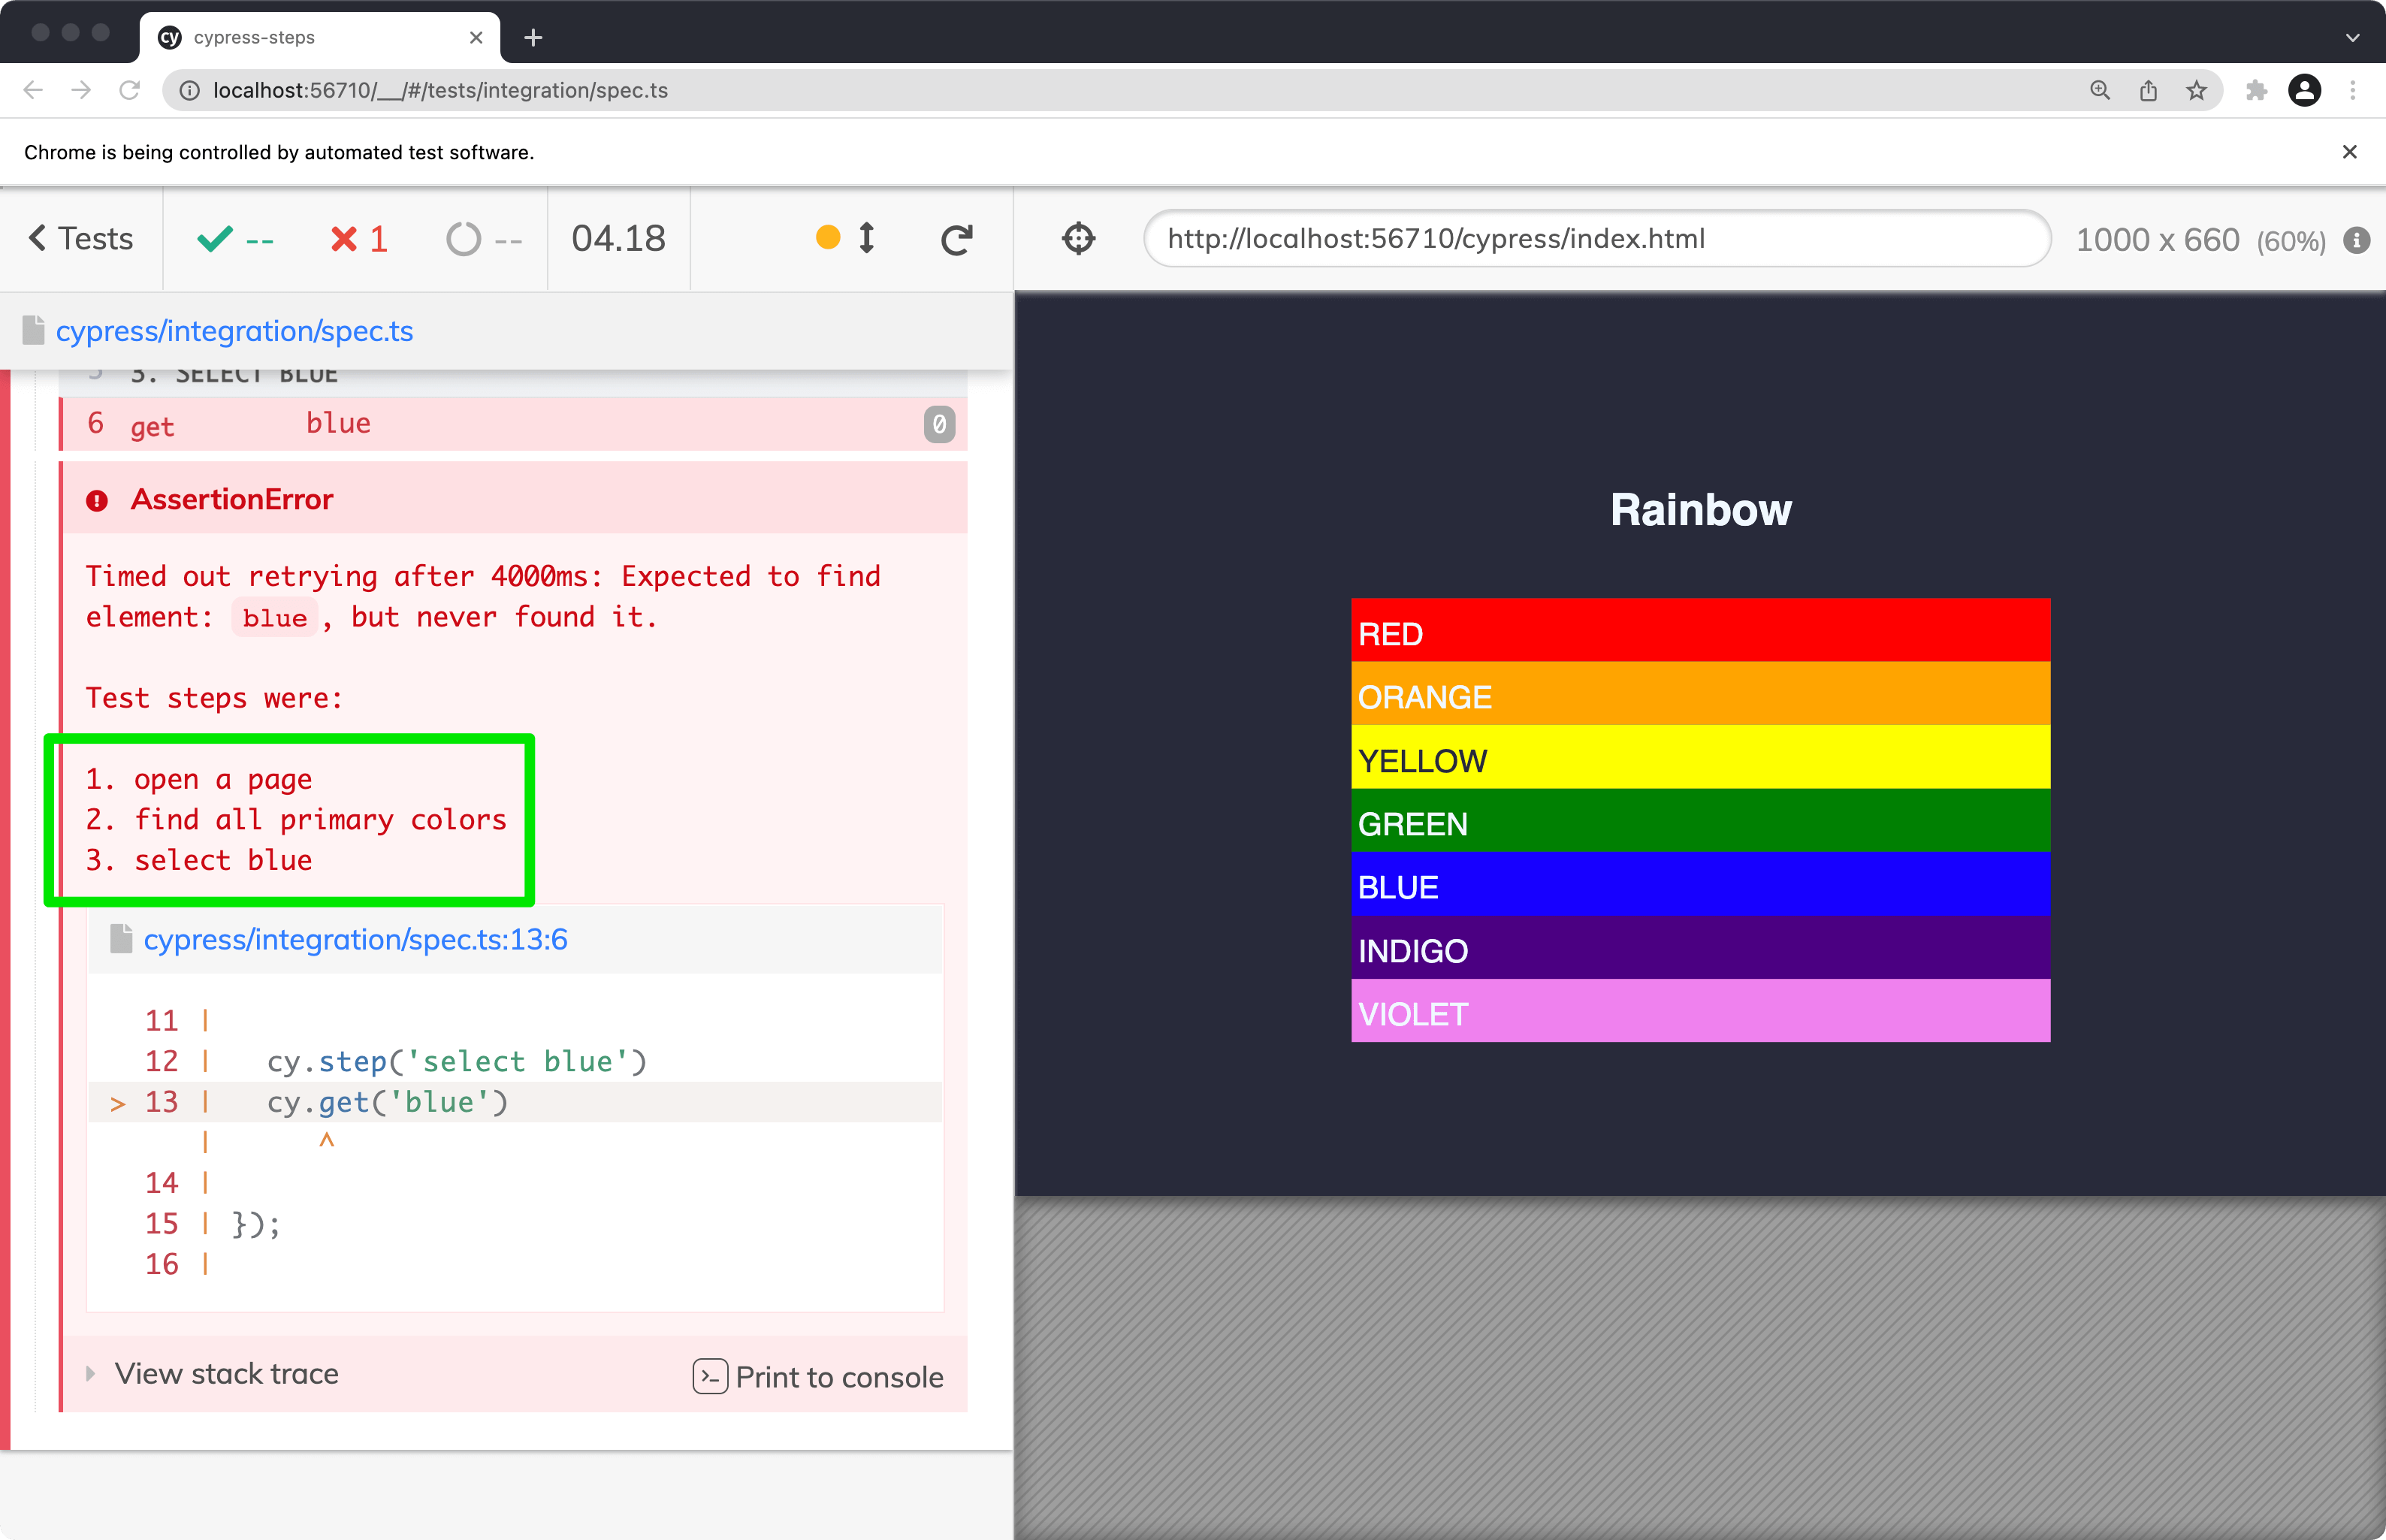 cy cypress-steps
localhost:56710/__/#/tests/integration/spec.ts
Chrome is being controlled by automated test software.
Tests -- 1 -- 04.18
http://localhost:56710/cypress/index.html 1000 x 660 (60%)
cypress/integration/spec.ts
5 3. SELECT BLUE
6 get blue 0
AssertionError
Timed out retrying after 4000ms: Expected to find
element: blue , but never found it.
Test steps were:
1. open a page
2. find all primary colors
3. select blue
cypress/integration/spec.ts:13:6
11 |
12 | cy.step('select blue')
> 13 | cy.get('blue')
| ^
14 |
15 | });
16 |
View stack trace
Print to console
Rainbow
RED
ORANGE
YELLOW
GREEN
BLUE
INDIGO
VIOLET